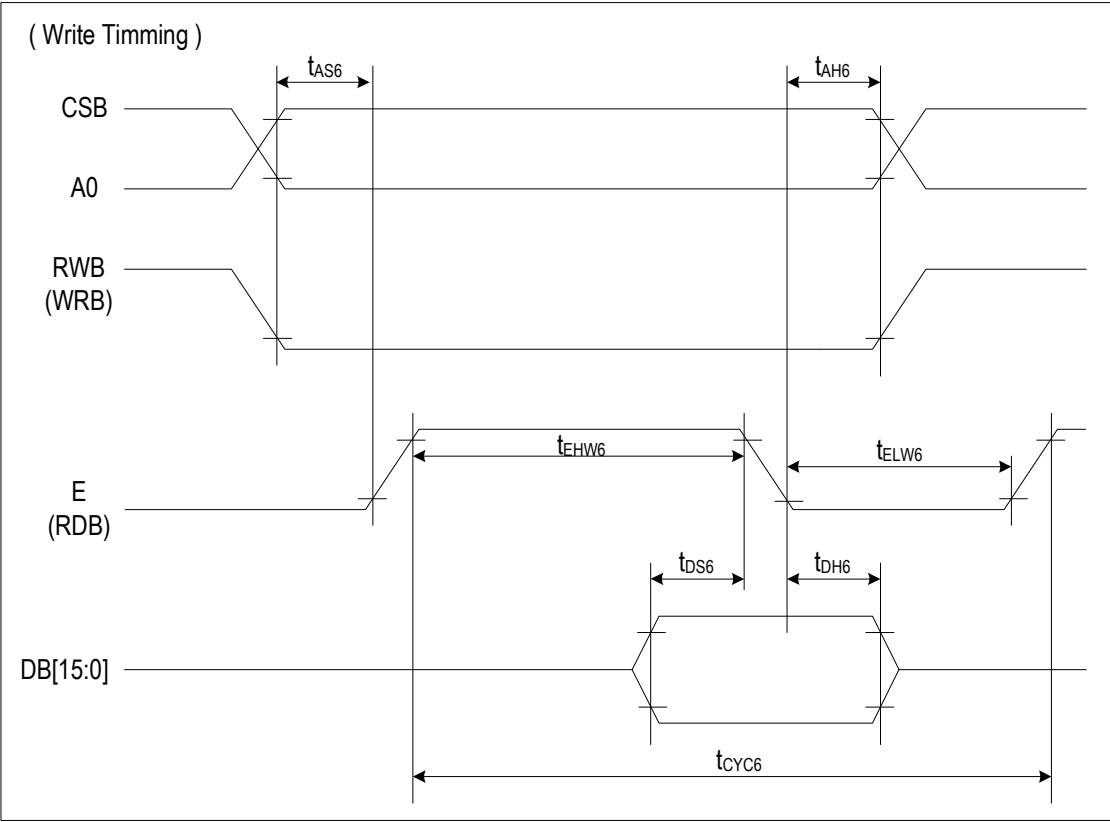 ( Write Timming )
tAS6
tAH6
CSB
A0
RWB
(WRB)
tEHW6
tELW6
E
(RDB)
tDS6
tDH6
DB[15:0]
tCYC6